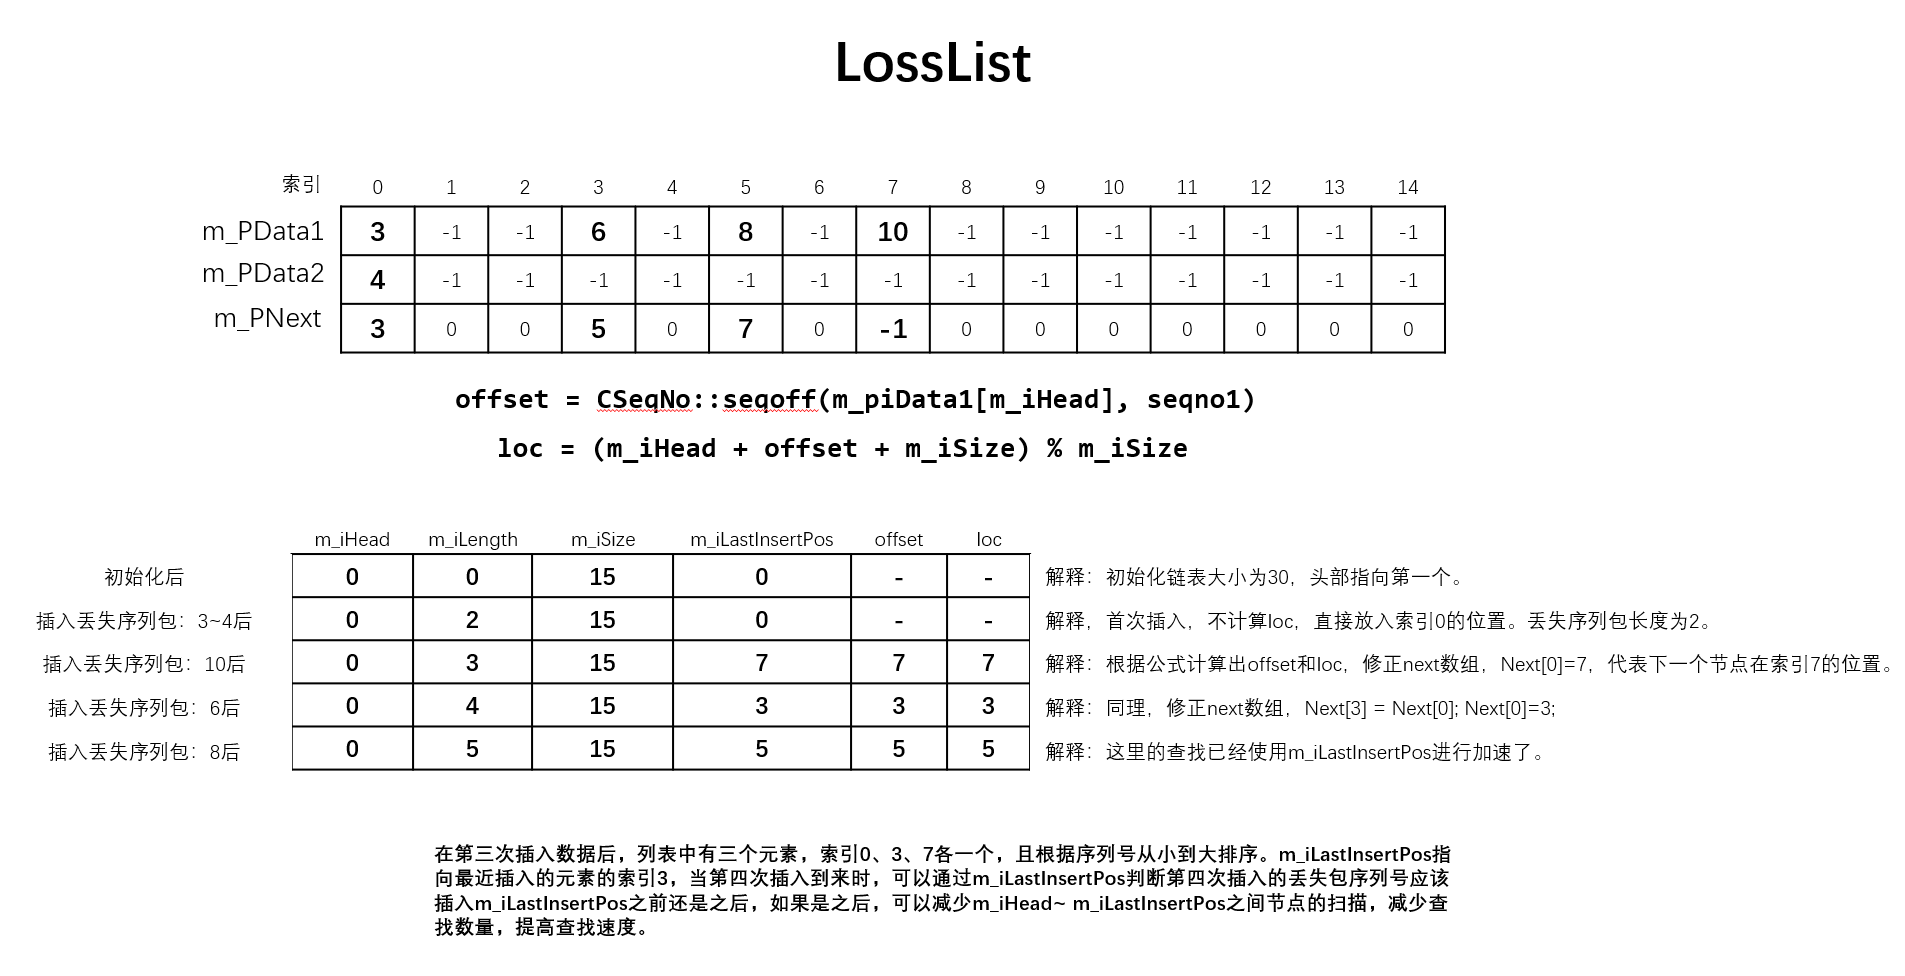 LossList
索引 0 1 2 3 4 5 6 7 8 9 10 11 12 13 14
m_PData1 3 -1 -1 6 -1 8 -1 10 -1 -1 -1 -1 -1 -1 -1
m_PData2 4 -1 -1 -1 -1 -1 -1 -1 -1 -1 -1 -1 -1 -1 -1
m_PNext 3 0 0 5 0 7 0 -1 0 0 0 0 0 0 0
offset = CSeqNo::seqoff(m_piData1[m_iHead], seqno1)
loc = (m_iHead + offset + m_iSize) % m_iSize
m_iHead m_iLength m_iSize m_iLastInsertPos offset loc
初始化后 0 0 15 0 - - 解释：初始化链表大小为30，头部指向第一个。
插入丢失序列包：3~4后 0 2 15 0 - - 解释，首次插入，不计算loc，直接放入索引0的位置。丢失序列包长度为2。
插入丢失序列包：10后 0 3 15 7 7 7 解释：根据公式计算出offset和loc，修正next数组，Next[0]=7，代表下一个节点在索引7的位置。
插入丢失序列包：6后 0 4 15 3 3 3 解释：同理，修正next数组，Next[3] = Next[0]; Next[0]=3;
插入丢失序列包：8后 0 5 15 5 5 5 解释：这里的查找已经使用m_iLastInsertPos进行加速了。
在第三次插入数据后，列表中有三个元素，索引0、3、7各一个，且根据序列号从小到大排序。m_iLastInsertPos指
向最近插入的元素的索引3，当第四次插入到来时，可以通过m_iLastInsertPos判断第四次插入的丢失包序列号应该
插入m_iLastInsertPos之前还是之后，如果是之后，可以减少m_iHead~ m_iLastInsertPos之间节点的扫描，减少查
找数量，提高查找速度。